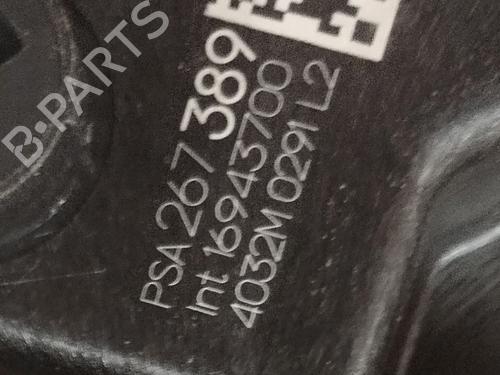 B-PARTS
PSA 267 389
Int 16943700
4032M 0291 L2